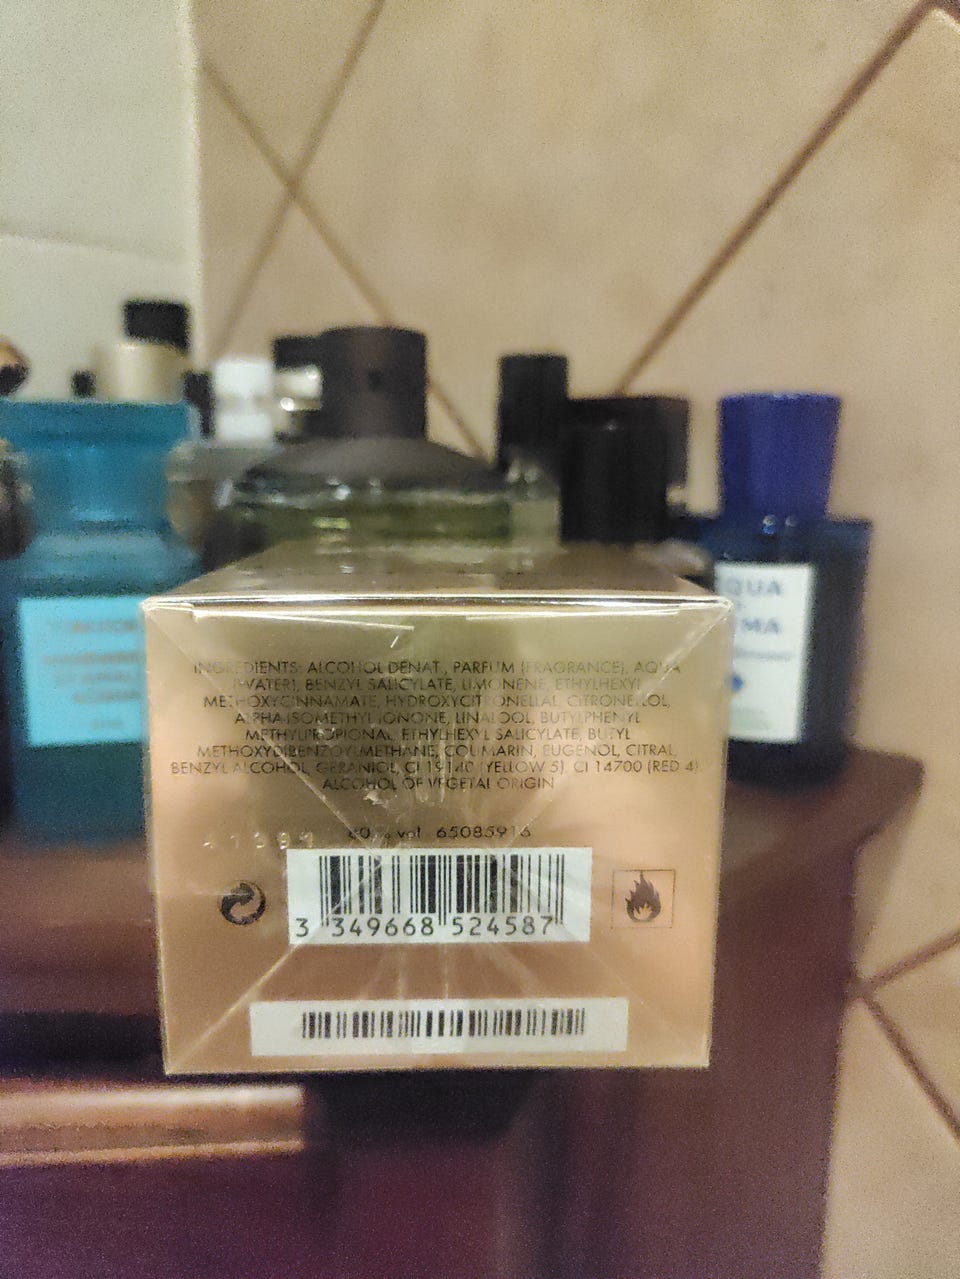 INGREDIENTS: ALCOHOL DENAT., PARFUM (FRAGRANCE), AQUA
(WATER), BENZYL SALICYLATE, LIMONENE, ETHYLHEXYL
METHOXYCINNAMATE, HYDROXYCITRONELLAL, CITRONELLOL,
ALPHA-ISOMETHYL IONONE, LINALOOL, BUTYLPHENYL
METHYLPROPIONAL, ETHYLHEXYL SALICYLATE, BUTYL
METHOXYDIBENZOYLMETHANE, COUMARIN, EUGENOL, CITRAL,
BENZYL ALCOHOL, GERANIOL, CI 19140 (YELLOW 5), CI 14700 (RED 4).
ALCOHOL OF VEGETAL ORIGIN
80 % vol 65085916
3 349668 524587